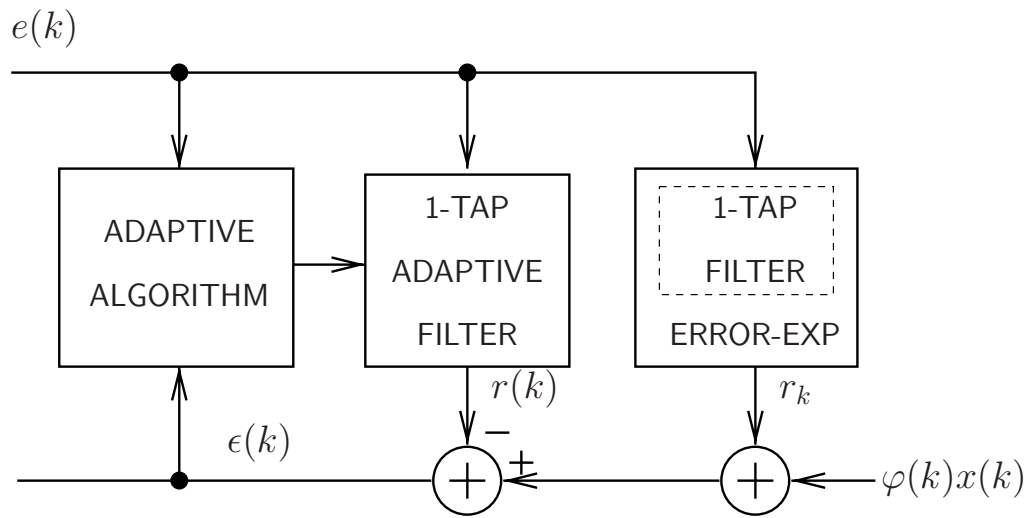 e(k)
ADAPTIVE
ALGORITHM
1-TAP
ADAPTIVE
FILTER
1-TAP
FILTER
ERROR-EXP
r(k)
r_k
−
+
ϵ(k)
+
+
φ(k)x(k)